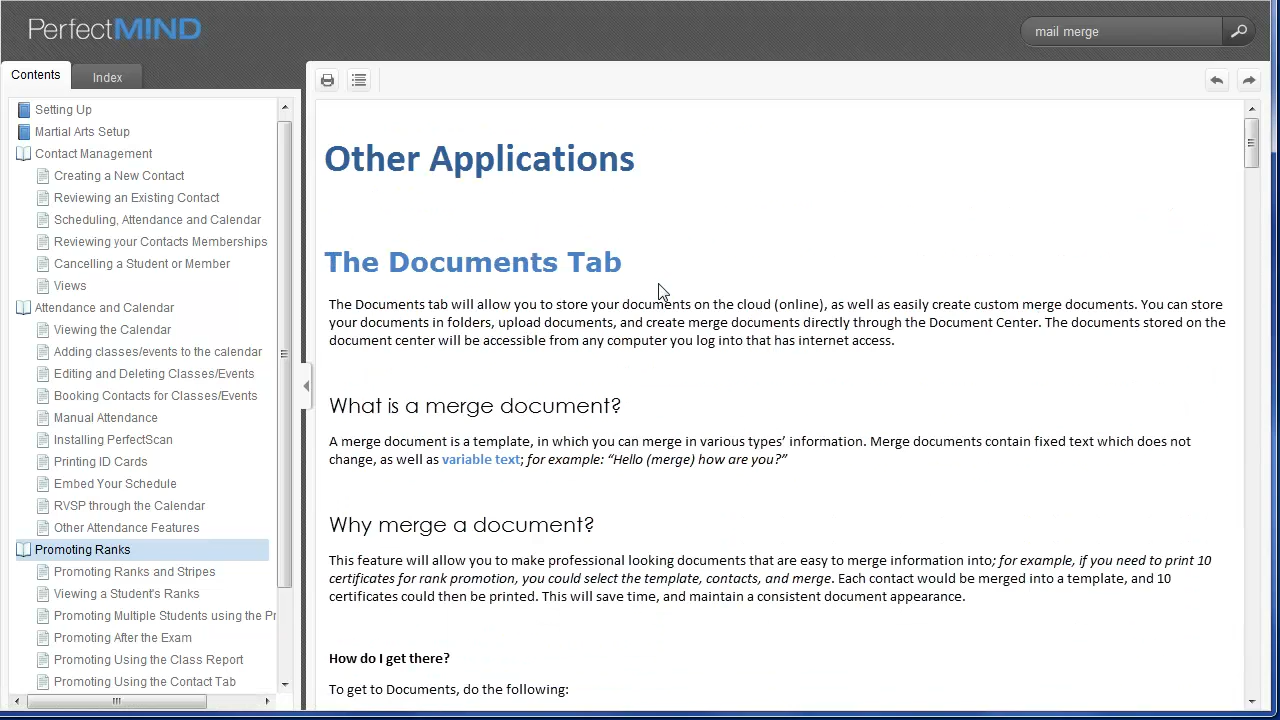 PerfectMIND
mail merge
Contents
Index
Setting Up
Martial Arts Setup
Contact Management
Creating a New Contact
Reviewing an Existing Contact
Scheduling, Attendance and Calendar
Reviewing your Contacts Memberships
Cancelling a Student or Member
Views
Attendance and Calendar
Viewing the Calendar
Adding classes/events to the calendar
Editing and Deleting Classes/Events
Booking Contacts for Classes/Events
Manual Attendance
Installing PerfectScan
Printing ID Cards
Embed Your Schedule
RVSP through the Calendar
Other Attendance Features
Promoting Ranks
Promoting Ranks and Stripes
Viewing a Student's Ranks
Promoting Multiple Students using the Pr
Promoting After the Exam
Promoting Using the Class Report
Promoting Using the Contact Tab
Other Applications
The Documents Tab
The Documents tab will allow you to store your documents on the cloud (online), as well as easily create custom merge documents. You can store
your documents in folders, upload documents, and create merge documents directly through the Document Center. The documents stored on the
document center will be accessible from any computer you log into that has internet access.
What is a merge document?
A merge document is a template, in which you can merge in various types’ information. Merge documents contain fixed text which does not
change, as well as variable text; for example: “Hello (merge) how are you?”
Why merge a document?
This feature will allow you to make professional looking documents that are easy to merge information into; for example, if you need to print 10
certificates for rank promotion, you could select the template, contacts, and merge. Each contact would be merged into a template, and 10
certificates could then be printed. This will save time, and maintain a consistent document appearance.
How do I get there?
To get to Documents, do the following: